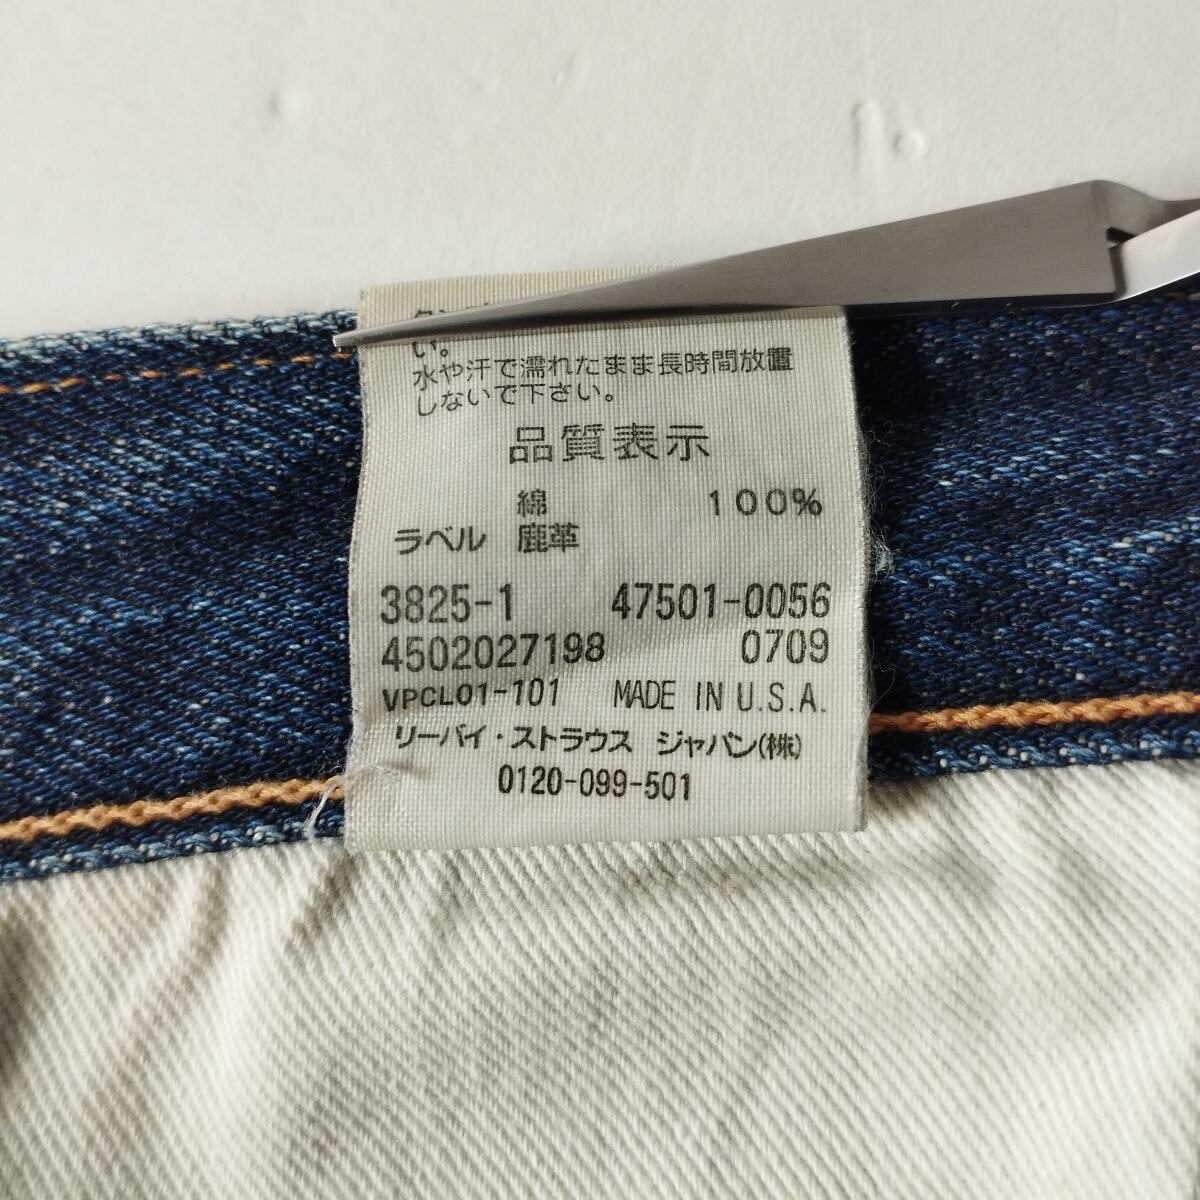 い。
水や汗で濡れたまま長時間放置
しないで下さい。
品質表示
綿 100%
ラベル 鹿革
3825-1 47501-0056
4502027198 0709
VPCL01-101 MADE IN U.S.A.
リーバイ・ストラウス ジャパン(株)
0120-099-501